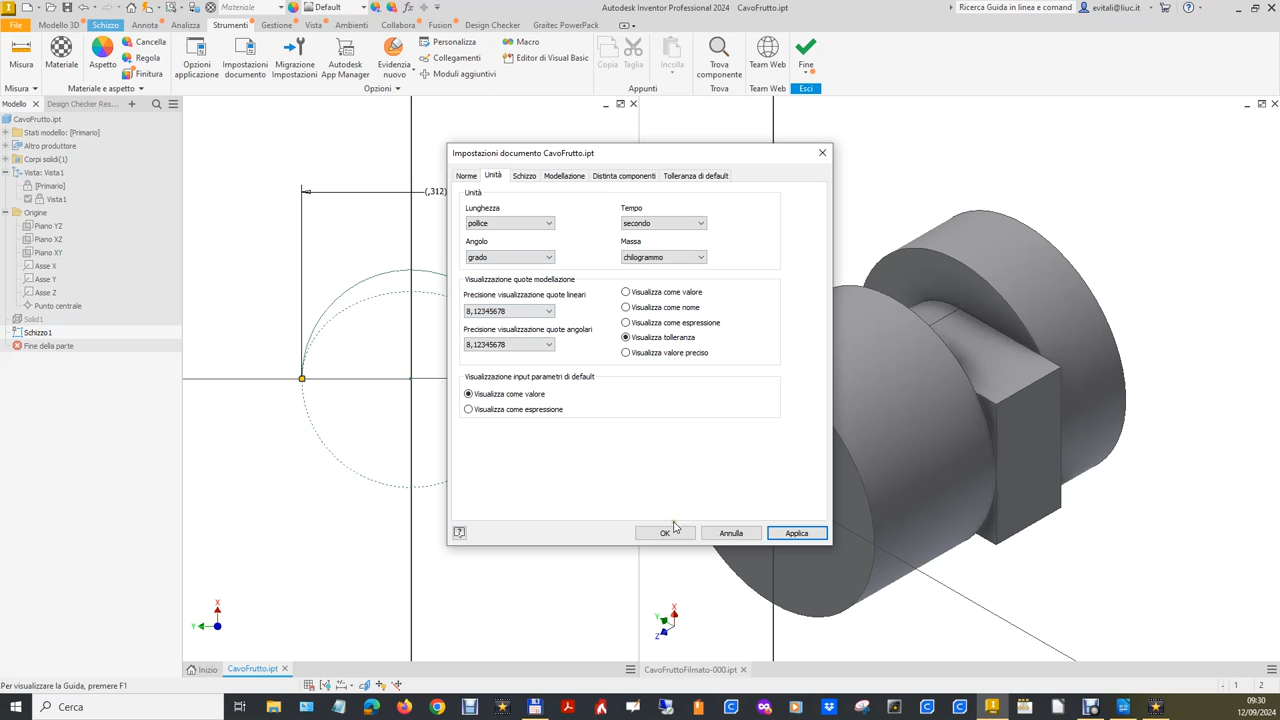 Materiale
Default
Autodesk Inventor Professional 2024 CavoFrutto.ipt
Ricerca Guida in linea e comand
evitali@liuc.it
File
Modello 3D
Schizzo
Annota
Analizza
Strumenti
Gestione
Vista
Ambienti
Collabora
Fusion
Design Checker
Graitec PowerPack
Cancella
Personalizza
Macro
Regola
Collegamenti
Editor di Visual Basic
Misura
Materiale
Aspetto
Finitura
Opzioni applicazione
Impostazioni documento
Migrazione Impostazioni
Autodesk App Manager
Evidenzia nuovo
Moduli aggiuntivi
Copia
Taglia
Incolla
Trova componente
Team Web
Fine
Misura
Materiale e aspetto
Opzioni
Appunti
Trova
Team Web
Esci
Modello
Design Checker Res...
CavoFrutto.ipt
Stati modello: [Primario]
Altro produttore
Corpi solidi(1)
Vista: Vista1
[Primario]
Vista1
Origine
Piano YZ
Piano XZ
Piano XY
Asse X
Asse Y
Asse Z
Punto centrale
Solid1
Schizzo1
Fine della parte
(,312)
Impostazioni documento CavoFrutto.ipt
Norme
Unità
Schizzo
Modellazione
Distinta componenti
Tolleranza di default
Unità
Lunghezza
Tempo
pollice
secondo
Angolo
Massa
grado
chilogrammo
Visualizzazione quote modellazione
Precisione visualizzazione quote lineari
8,12345678
Precisione visualizzazione quote angolari
8,12345678
Visualizza come valore
Visualizza come nome
Visualizza come espressione
Visualizza tolleranza
Visualizza valore preciso
Visualizzazione input parametri di default
Visualizza come valore
Visualizza come espressione
OK
Annulla
Applica
X
Y
X
Y
Z
Inizio
CavoFrutto.ipt
CavoFruttoFilmato-000.ipt
Per visualizzare la Guida, premere F1
1
2
Cerca
09:30
12/09/2024